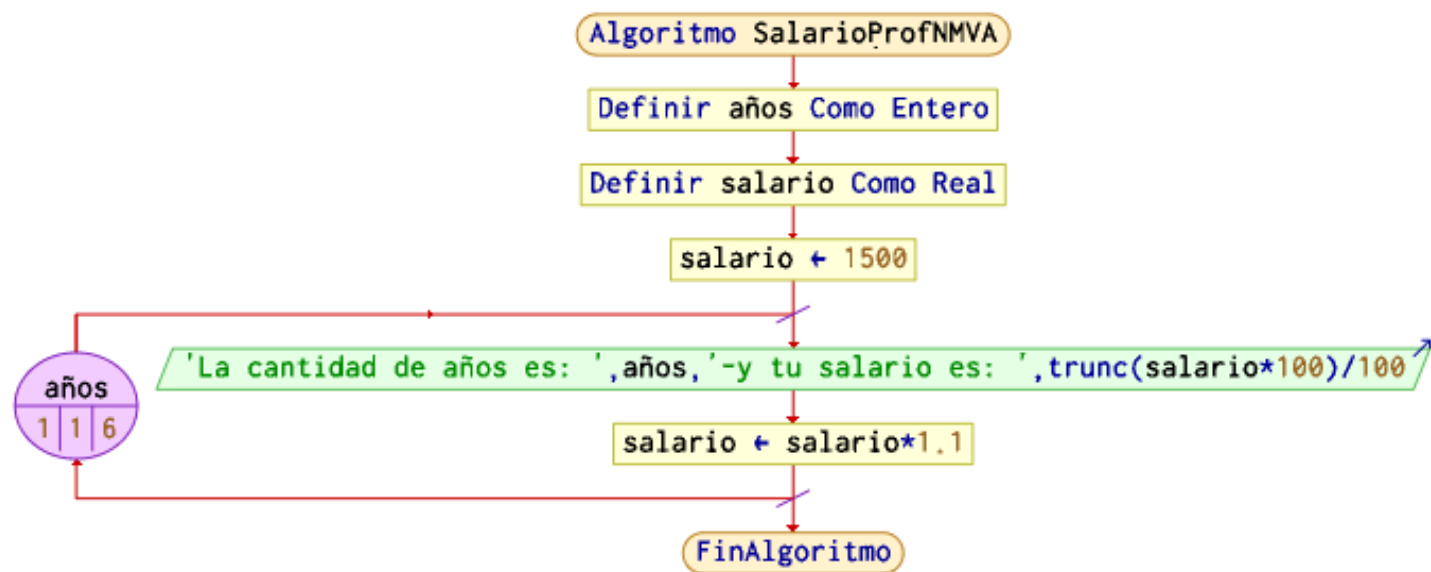 Algoritmo SalarioProfNMVA
Definir años Como Entero
Definir salario Como Real
salario ← 1500
años
1 1 6
'La cantidad de años es: ',años,'-y tu salario es: ',trunc(salario*100)/100
salario ← salario*1.1
FinAlgoritmo